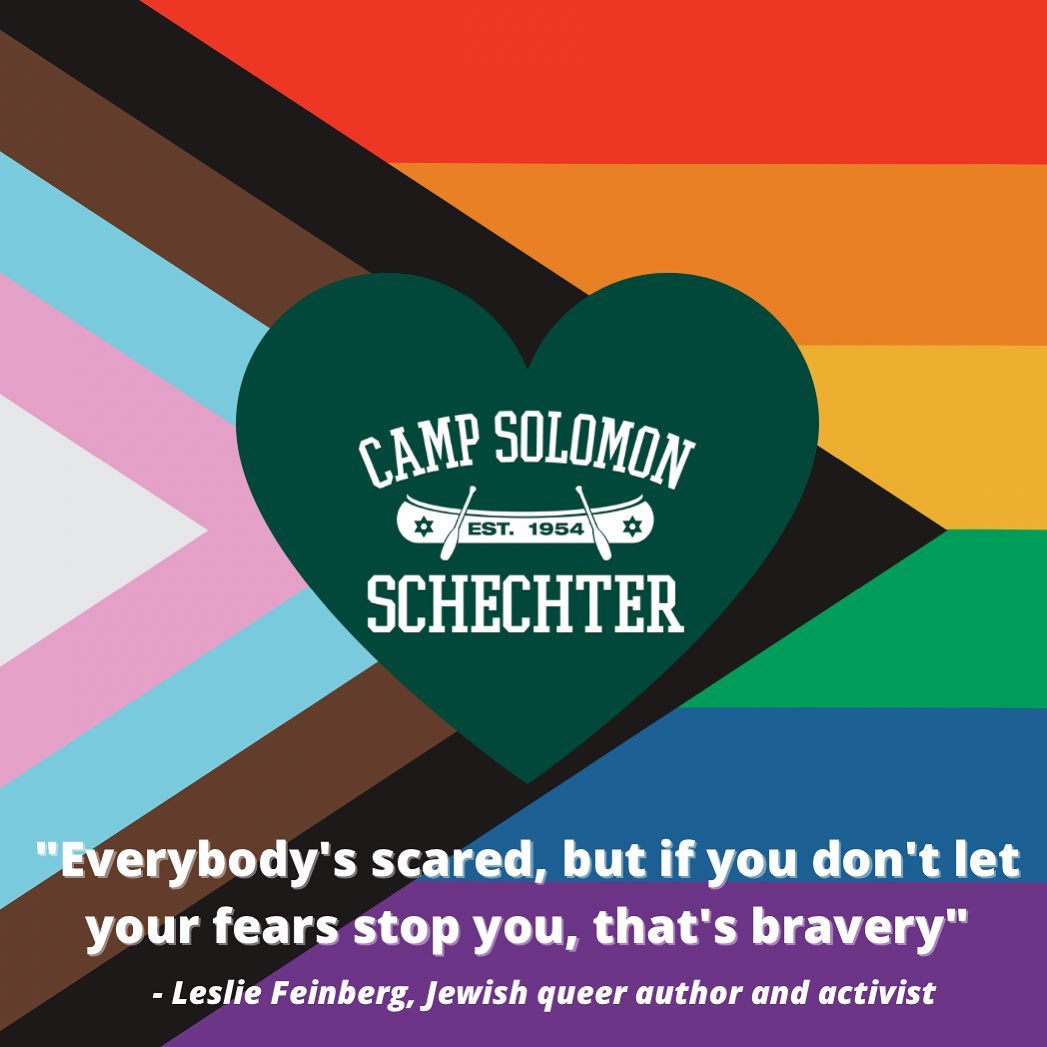 CAMP SOLOMON
EST. 1954
SCHECHTER
"Everybody's scared, but if you don't let
your fears stop you, that's bravery"
- Leslie Feinberg, Jewish queer author and activist